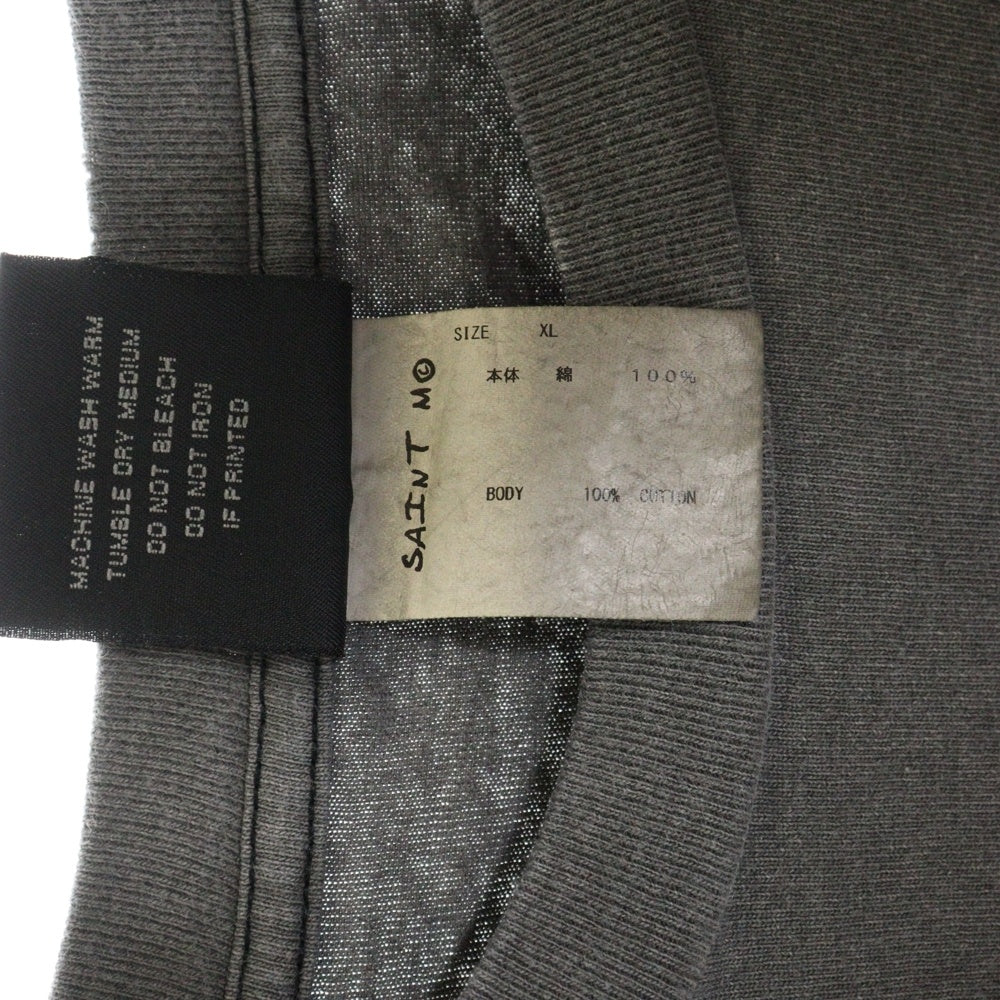 MACHINE WASH WARM
TUMBLE DRY MEDIUM
DO NOT BLEACH
DO NOT IRON
IF PRINTED
SAINT M©
SIZE XL
本体 綿 100%
BODY 100% COTTON